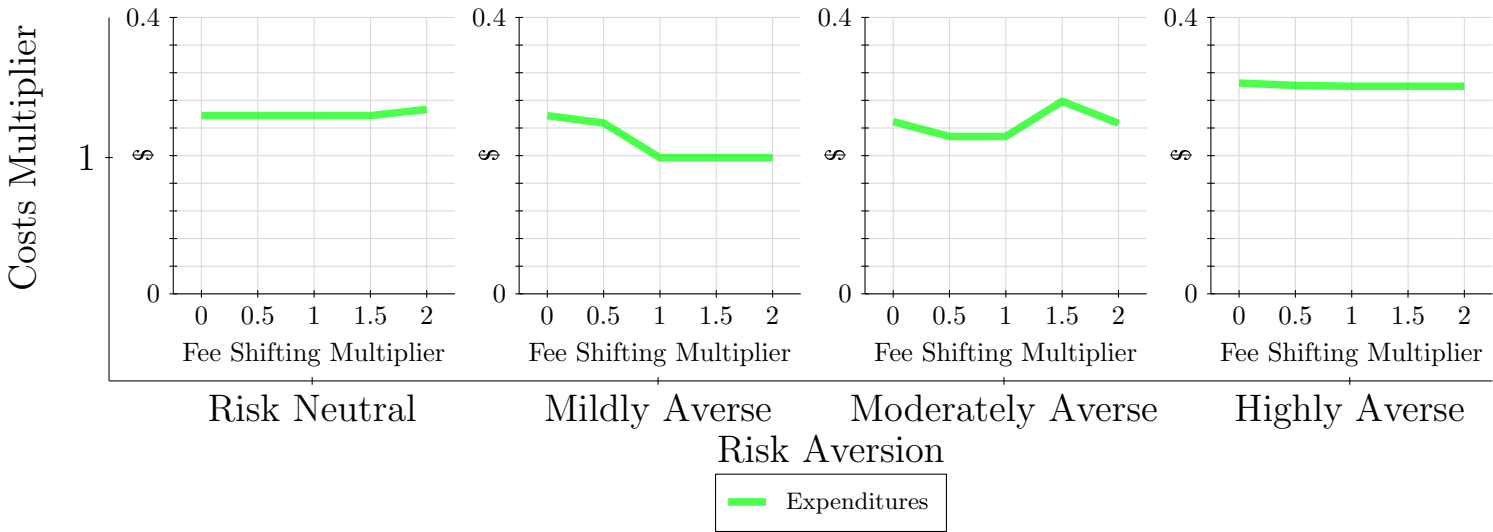 Costs Multiplier
1
0.4
$
0
0 0.5 1 1.5 2
Fee Shifting Multiplier
0.4
$
0
0 0.5 1 1.5 2
Fee Shifting Multiplier
0.4
$
0
0 0.5 1 1.5 2
Fee Shifting Multiplier
0.4
$
0
0 0.5 1 1.5 2
Fee Shifting Multiplier
Risk Neutral Mildly Averse Moderately Averse Highly Averse
Risk Aversion
Expenditures